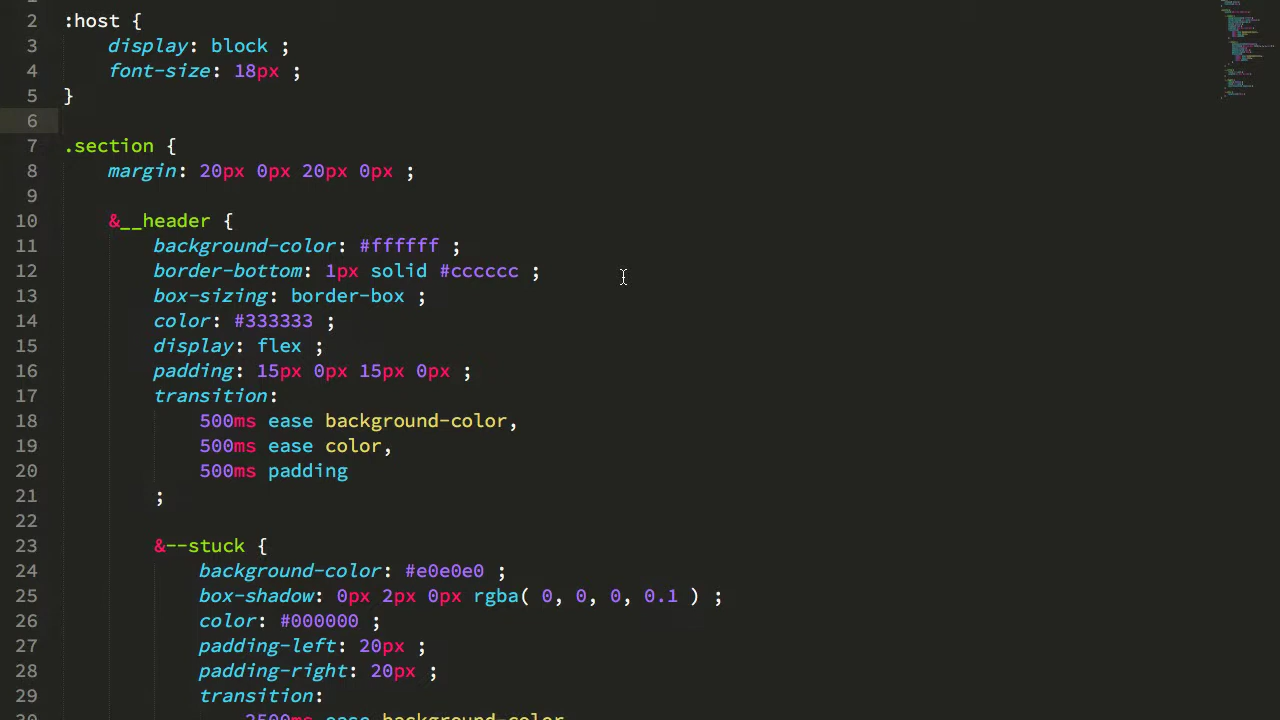 2 :host {
3 display: block ;
4 font-size: 18px ;
5 }
6
7 .section {
8 margin: 20px 0px 20px 0px ;
9
10 &__header {
11 background-color: #ffffff ;
12 border-bottom: 1px solid #cccccc ;
13 box-sizing: border-box ;
14 color: #333333 ;
15 display: flex ;
16 padding: 15px 0px 15px 0px ;
17 transition:
18 500ms ease background-color,
19 500ms ease color,
20 500ms padding
21 ;
22
23 &--stuck {
24 background-color: #e0e0e0 ;
25 box-shadow: 0px 2px 0px rgba( 0, 0, 0, 0.1 ) ;
26 color: #000000 ;
27 padding-left: 20px ;
28 padding-right: 20px ;
29 transition:
30 2500ms ease background-color